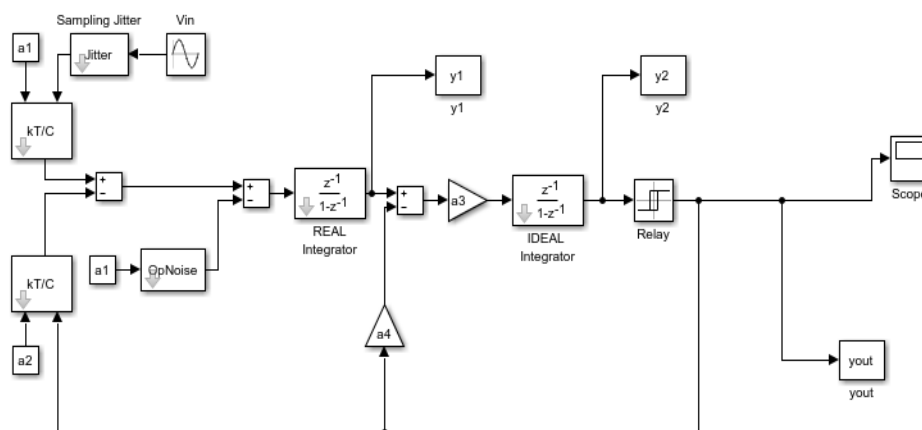 Sampling Jitter
Vin
a1
Jitter
kT/C
+
−
+
−
z-1
1-z-1
REAL
Integrator
y1
y1
+
−
a3
z-1
1-z-1
IDEAL
Integrator
y2
y2
Relay
Scope
kT/C
a1
OpNoise
a2
a4
yout
yout